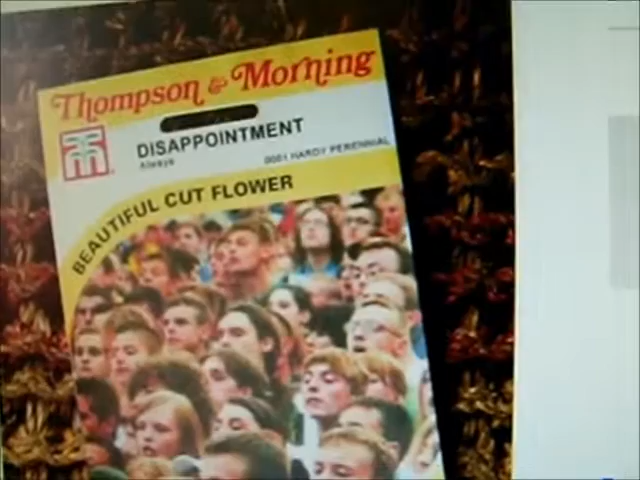 Thompson & Morning
DISAPPOINTMENT
Always
0001 HARDY PERENNIAL
BEAUTIFUL CUT FLOWER